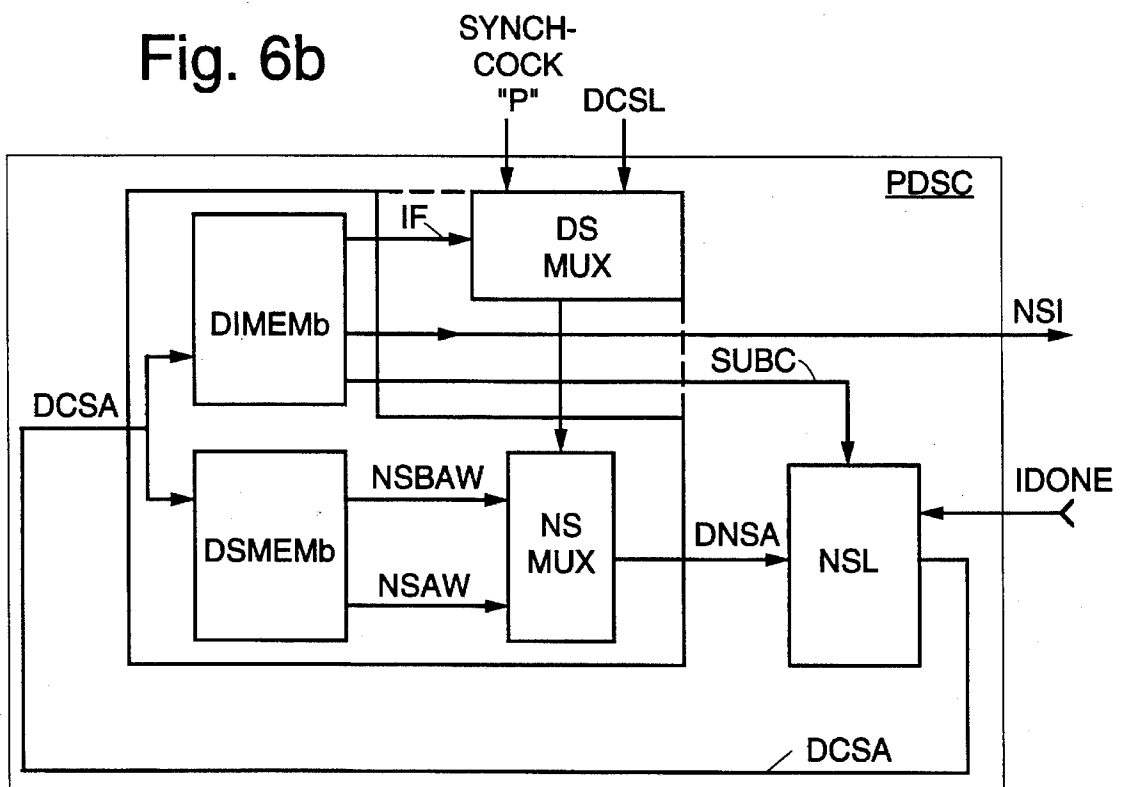 Fig. 6b
SYNCH-
COCK
"P"
DCSL
PDSC
IF
DS
MUX
DIMEMb
NSI
SUBC
DCSA
NSBAW
IDONE
DSMEMb
NS
MUX
DNSA
NSL
NSAW
DCSA